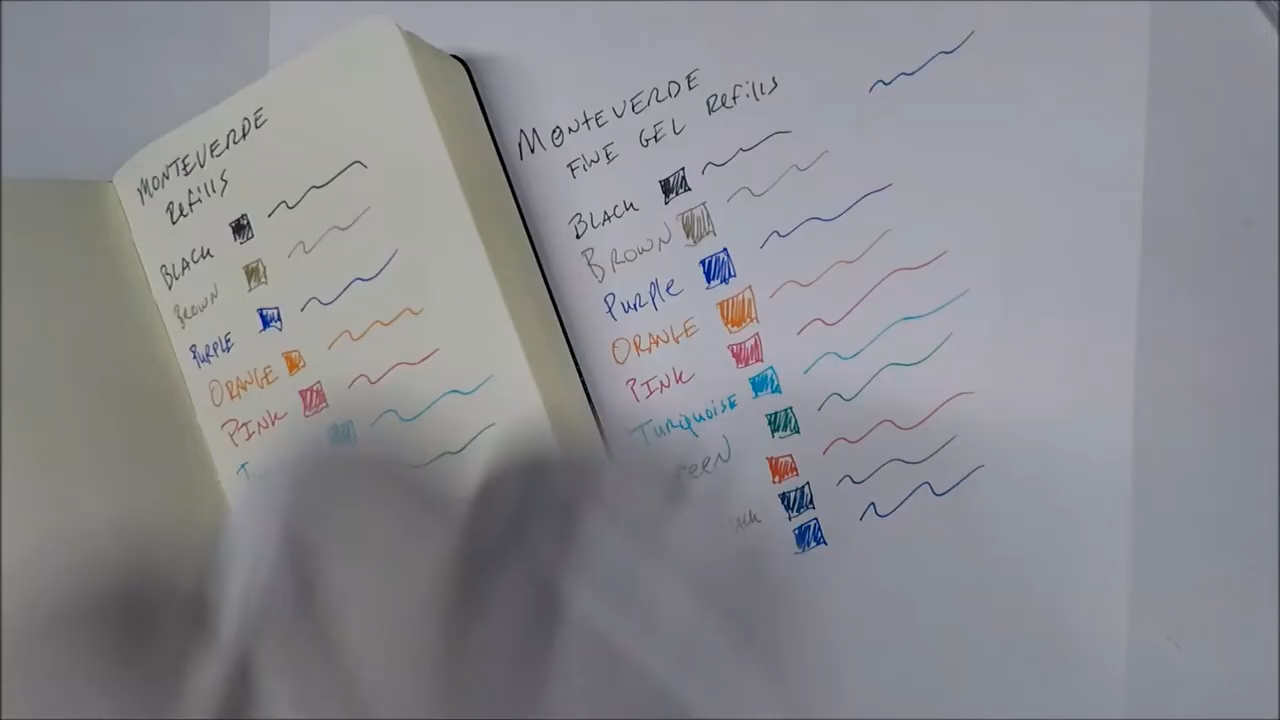 MONTEVERDE
Refills
BLACK
BROWN
PURPLE
ORANGE
PINK
MONTEVERDE
FINE GEL Refills
BLACK
BROWN
Purple
ORANGE
PINK
Turquoise